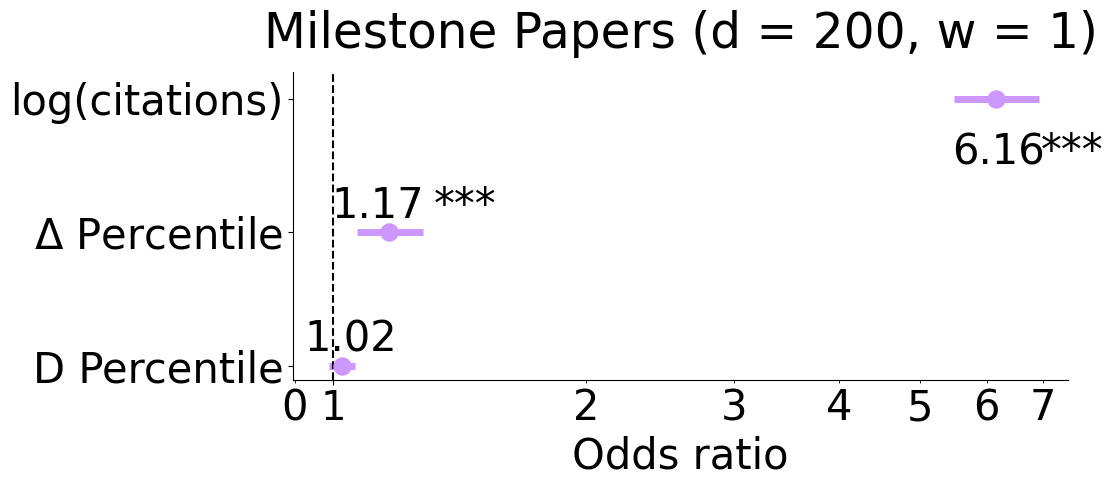 Milestone Papers (d = 200, w = 1)
log(citations)
6.16***
1.17 ***
Δ Percentile
1.02
D Percentile
0 1 2 3 4 5 6 7
Odds ratio